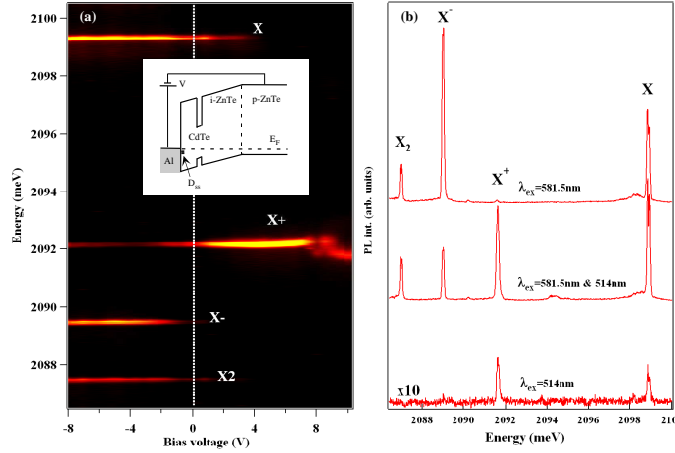 (a)
X
V
i-ZnTe
p-ZnTe
CdTe
E_F
Al
D_ss
X+
X-
X2
Energy (meV)
2100
2098
2096
2094
2092
2090
2088
-8
-4
0
4
8
Bias voltage (V)
(b)
X⁻
X
X₂
X⁺
λ_ex=581.5nm
λ_ex=581.5nm & 514nm
x10
λ_ex=514nm
PL int. (arb. units)
2088
2090
2092
2094
2096
2098
210
Energy (meV)